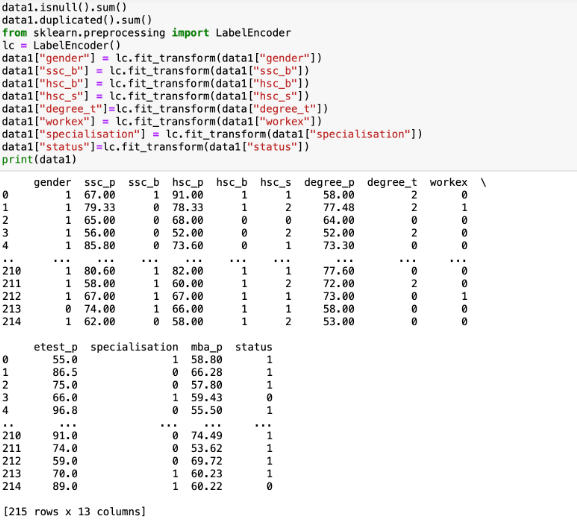 data1.isnull().sum()
data1.duplicated().sum()
from sklearn.preprocessing import LabelEncoder
lc = LabelEncoder()
data1["gender"] = lc.fit_transform(data1["gender"])
data1["ssc_b"] = lc.fit_transform(data1["ssc_b"])
data1["hsc_b"] = lc.fit_transform(data1["hsc_b"])
data1["hsc_s"] = lc.fit_transform(data1["hsc_s"])
data1["degree_t"]=lc.fit_transform(data["degree_t"])
data1["workex"] = lc.fit_transform(data1["workex"])
data1["specialisation"] = lc.fit_transform(data1["specialisation"])
data1["status"]=lc.fit_transform(data1["status"])
print(data1)
gender ssc_p ssc_b hsc_p hsc_b hsc_s degree_p degree_t workex \
0 1 67.00 1 91.00 1 1 58.00 2 0
1 1 79.33 0 78.33 1 2 77.48 2 1
2 1 65.00 0 68.00 0 0 64.00 0 0
3 1 56.00 0 52.00 0 2 52.00 2 0
4 1 85.80 0 73.60 0 1 73.30 0 0
.. ... ... ... ... ... ... ... ... ...
210 1 80.60 1 82.00 1 1 77.60 0 0
211 1 58.00 1 60.00 1 2 72.00 2 0
212 1 67.00 1 67.00 1 1 73.00 0 1
213 0 74.00 1 66.00 1 1 58.00 0 0
214 1 62.00 0 58.00 1 2 53.00 0 0
etest_p specialisation mba_p status
0 55.0 1 58.80 1
1 86.5 0 66.28 1
2 75.0 0 57.80 1
3 66.0 1 59.43 0
4 96.8 0 55.50 1
.. ... ... ... ...
210 91.0 0 74.49 1
211 74.0 0 53.62 1
212 59.0 0 69.72 1
213 70.0 1 60.23 1
214 89.0 1 60.22 0
[215 rows x 13 columns]